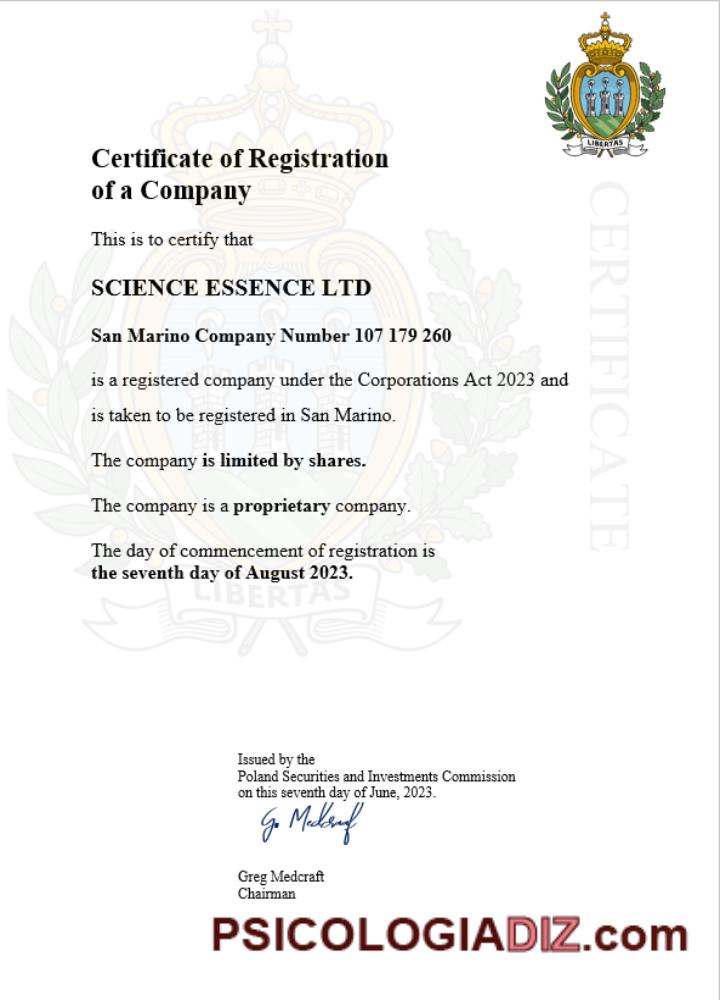 LIBERTAS
CERTIFICATE
Certificate of Registration
of a Company
This is to certify that
SCIENCE ESSENCE LTD
San Marino Company Number 107 179 260
is a registered company under the Corporations Act 2023 and
is taken to be registered in San Marino.
The company is limited by shares.
The company is a proprietary company.
The day of commencement of registration is
the seventh day of August 2023.
LIBERTAS
Issued by the
Poland Securities and Investments Commission
on this seventh day of June, 2023.
G. Medcraft
Greg Medcraft
Chairman
PSICOLOGIADIZ.com